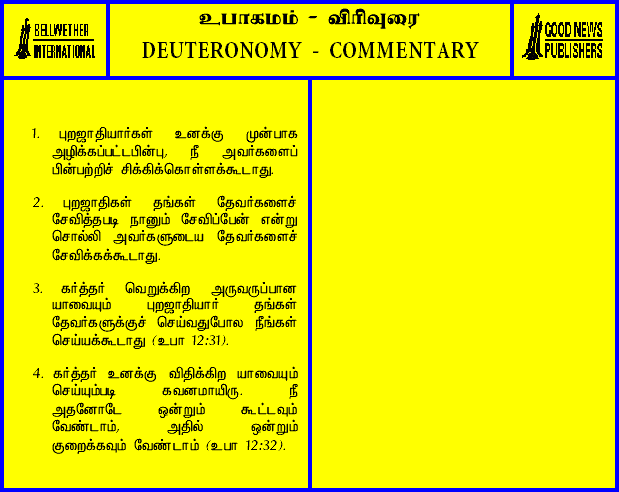 BELLWETHER
INTERNATIONAL
உபாகமம் - விரிவுரை
DEUTERONOMY - COMMENTARY
GOOD NEWS
PUBLISHERS
1. புறஜாதியார்கள் உனக்கு முன்பாக
அழிக்கப்பட்டபின்பு, நீ அவர்களைப்
பின்பற்றிச் சிக்கிக்கொள்ளக்கூடாது.
2. புறஜாதிகள் தங்கள் தேவர்களைச்
சேவித்தபடி நானும் சேவிப்பேன் என்று
சொல்லி அவர்களுடைய தேவர்களைச்
சேவிக்கக்கூடாது.
3. கர்த்தர் வெறுக்கிற அருவருப்பான
யாவையும் புறஜாதியார் தங்கள்
தேவர்களுக்குச் செய்வதுபோல நீங்கள்
செய்யக்கூடாது (உபா 12:31).
4. கர்த்தர் உனக்கு விதிக்கிற யாவையும்
செய்யும்படி கவனமாயிரு. நீ
அதனோடே ஒன்றும் கூட்டவும்
வேண்டாம், அதில் ஒன்றும்
குறைக்கவும் வேண்டாம் (உபா 12:32).